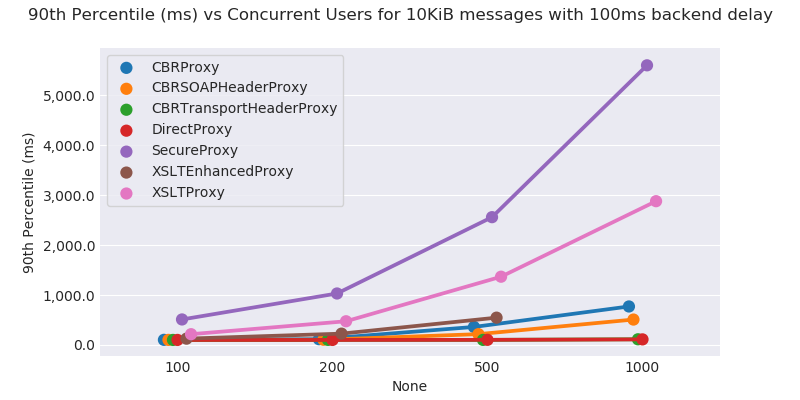 90th Percentile (ms) vs Concurrent Users for 10KiB messages with 100ms backend delay
CBRProxy
CBRSOAPHeaderProxy
CBRTransportHeaderProxy
DirectProxy
SecureProxy
XSLTEnhancedProxy
XSLTProxy
90th Percentile (ms)
5,000.0
4,000.0
3,000.0
2,000.0
1,000.0
0.0
100 200 500 1000
None